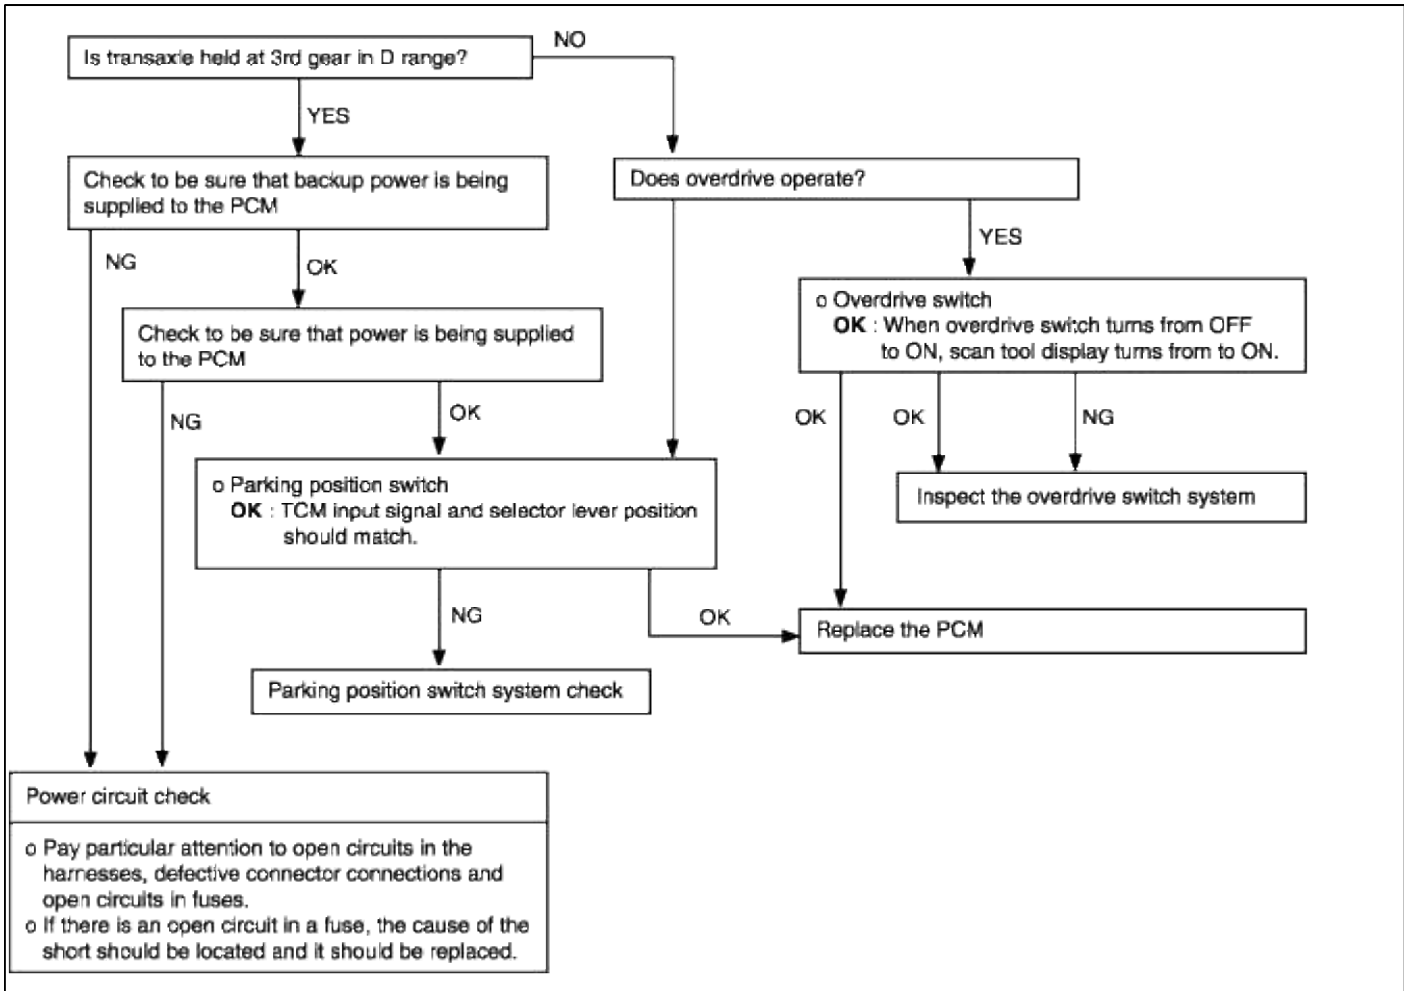 Is transaxle held at 3rd gear in D range?
NO
YES
Check to be sure that backup power is being
supplied to the PCM
Does overdrive operate?
NG
OK
YES
Check to be sure that power is being supplied
to the PCM
o Overdrive switch
OK : When overdrive switch turns from OFF
to ON, scan tool display turns from to ON.
NG
OK
OK
OK
NG
o Parking position switch
OK : TCM input signal and selector lever position
should match.
Inspect the overdrive switch system
NG
OK
Replace the PCM
Parking position switch system check
Power circuit check
o Pay particular attention to open circuits in the
harnesses, defective connector connections and
open circuits in fuses.
o If there is an open circuit in a fuse, the cause of the
short should be located and it should be replaced.